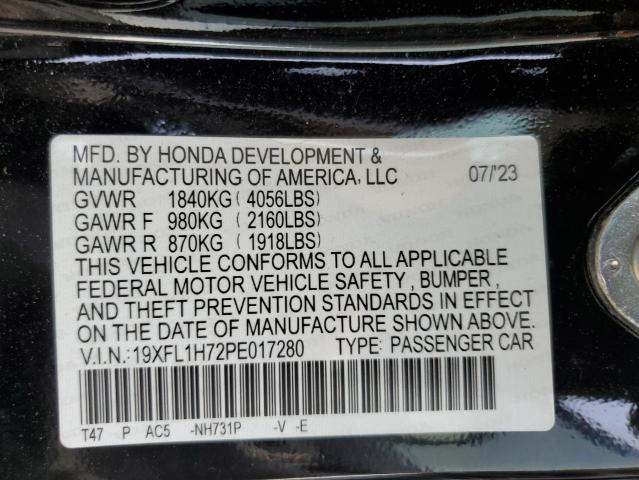 MFD. BY HONDA DEVELOPMENT &
MANUFACTURING OF AMERICA, LLC 07/'23
GVWR 1840KG ( 4056LBS)
GAWR F 980KG ( 2160LBS)
GAWR R 870KG ( 1918LBS)
THIS VEHICLE CONFORMS TO ALL APPLICABLE
FEDERAL MOTOR VEHICLE SAFETY , BUMPER,
AND THEFT PREVENTION STANDARDS IN EFFECT
ON THE DATE OF MANUFACTURE SHOWN ABOVE.
V.I.N.:19XFL1H72PE017280 TYPE: PASSENGER CAR
T47 P AC5 -NH731P -V -E